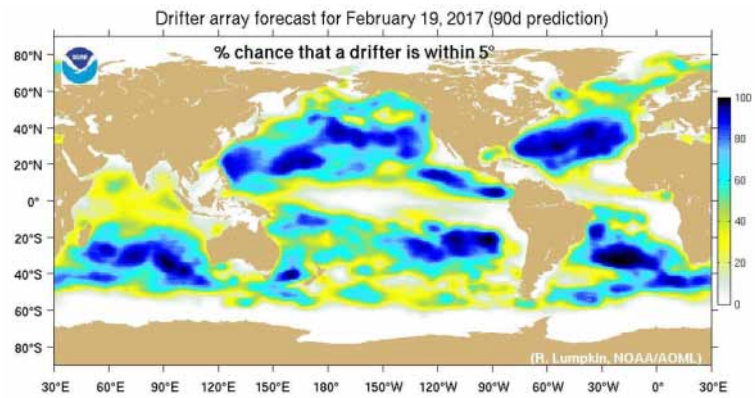 Drifter array forecast for February 19, 2017 (90d prediction)
% chance that a drifter is within 5°
80°N
60°N
40°N
20°N
0°
20°S
40°S
60°S
80°S
100
80
60
40
20
0
(R. Lumpkin, NOAA/AOML)
30°E 60°E 90°E 120°E 150°E 180° 150°W 120°W 90°W 60°W 30°W 0° 30°E